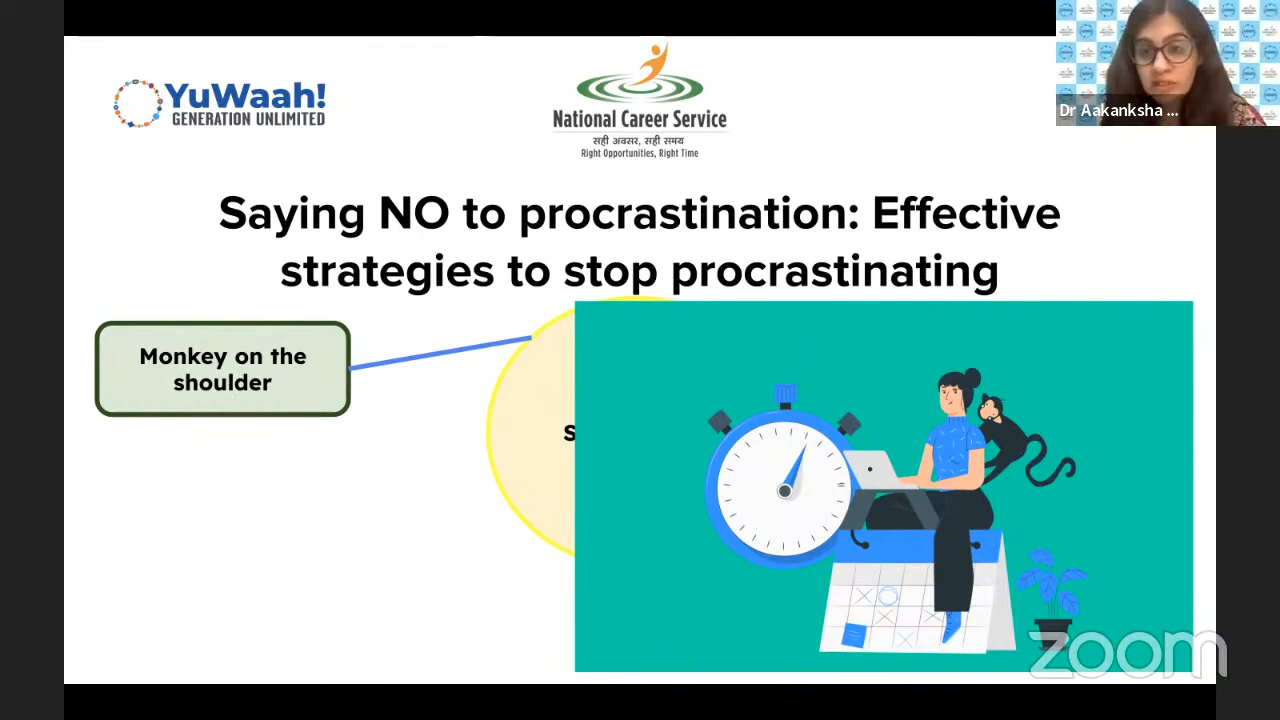 YuWaah!
GENERATION UNLIMITED
National Career Service
सही अवसर, सही समय
Right Opportunities, Right Time
Dr Aakanksha ...
Saying NO to procrastination: Effective
strategies to stop procrastinating
Monkey on the
shoulder
zoom